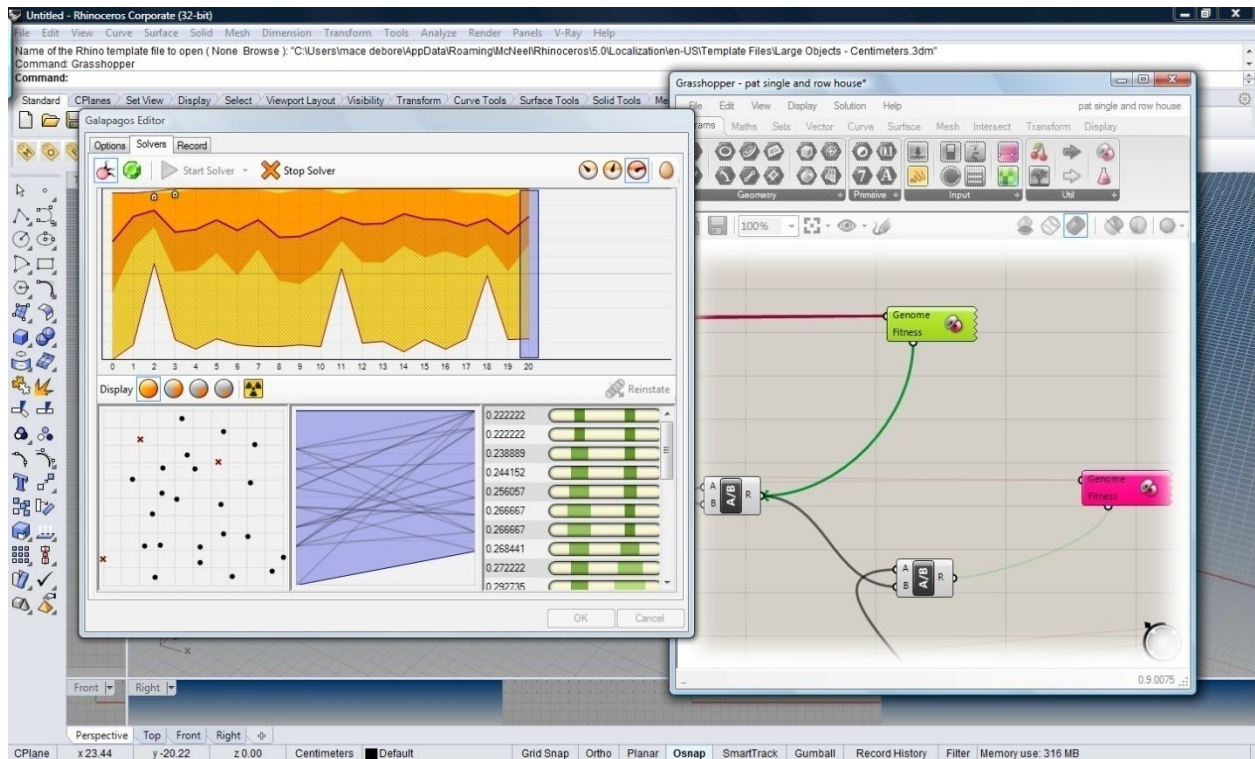 Untitled - Rhinoceros Corporate (32-bit)
File Edit View Curve Surface Solid Mesh Dimension Transform Tools Analyze Render Panels V-Ray Help
Name of the Rhino template file to open ( None Browse ): "C:\Users\mace debore\AppData\Roaming\McNeel\Rhinoceros\5.0\Localization\en-US\Template Files\Large Objects - Centimeters.3dm"
Command: Grasshopper
Command:
Standard CPlanes Set View Display Select Viewport Layout Visibility Transform Curve Tools Surface Tools Solid Tools Me
Galapagos Editor
Options Solvers Record
Start Solver Stop Solver
0 1 2 3 4 5 6 7 8 9 10 11 12 13 14 15 16 17 18 19 20
Display Reinstate
0.222222
0.222222
0.238889
0.244152
0.256057
0.266667
0.266667
0.268441
0.272222
0.292735
OK Cancel
Grasshopper - pat single and row house*
File Edit View Display Solution Help pat single and row house
Maths Sets Vector Curve Surface Mesh Intersect Transform Display
Geometry Primitive Input Util
100%
Genome
Fitness
A
B
A/B
R
Genome
Fitness
A
B
A/B
R
0.9.0075
x
Front Right
Perspective Top Front Right
CPlane x 23.44 y -20.22 z 0.00 Centimeters Default Grid Snap Ortho Planar Osnap SmartTrack Gumball Record History Filter Memory use: 316 MB